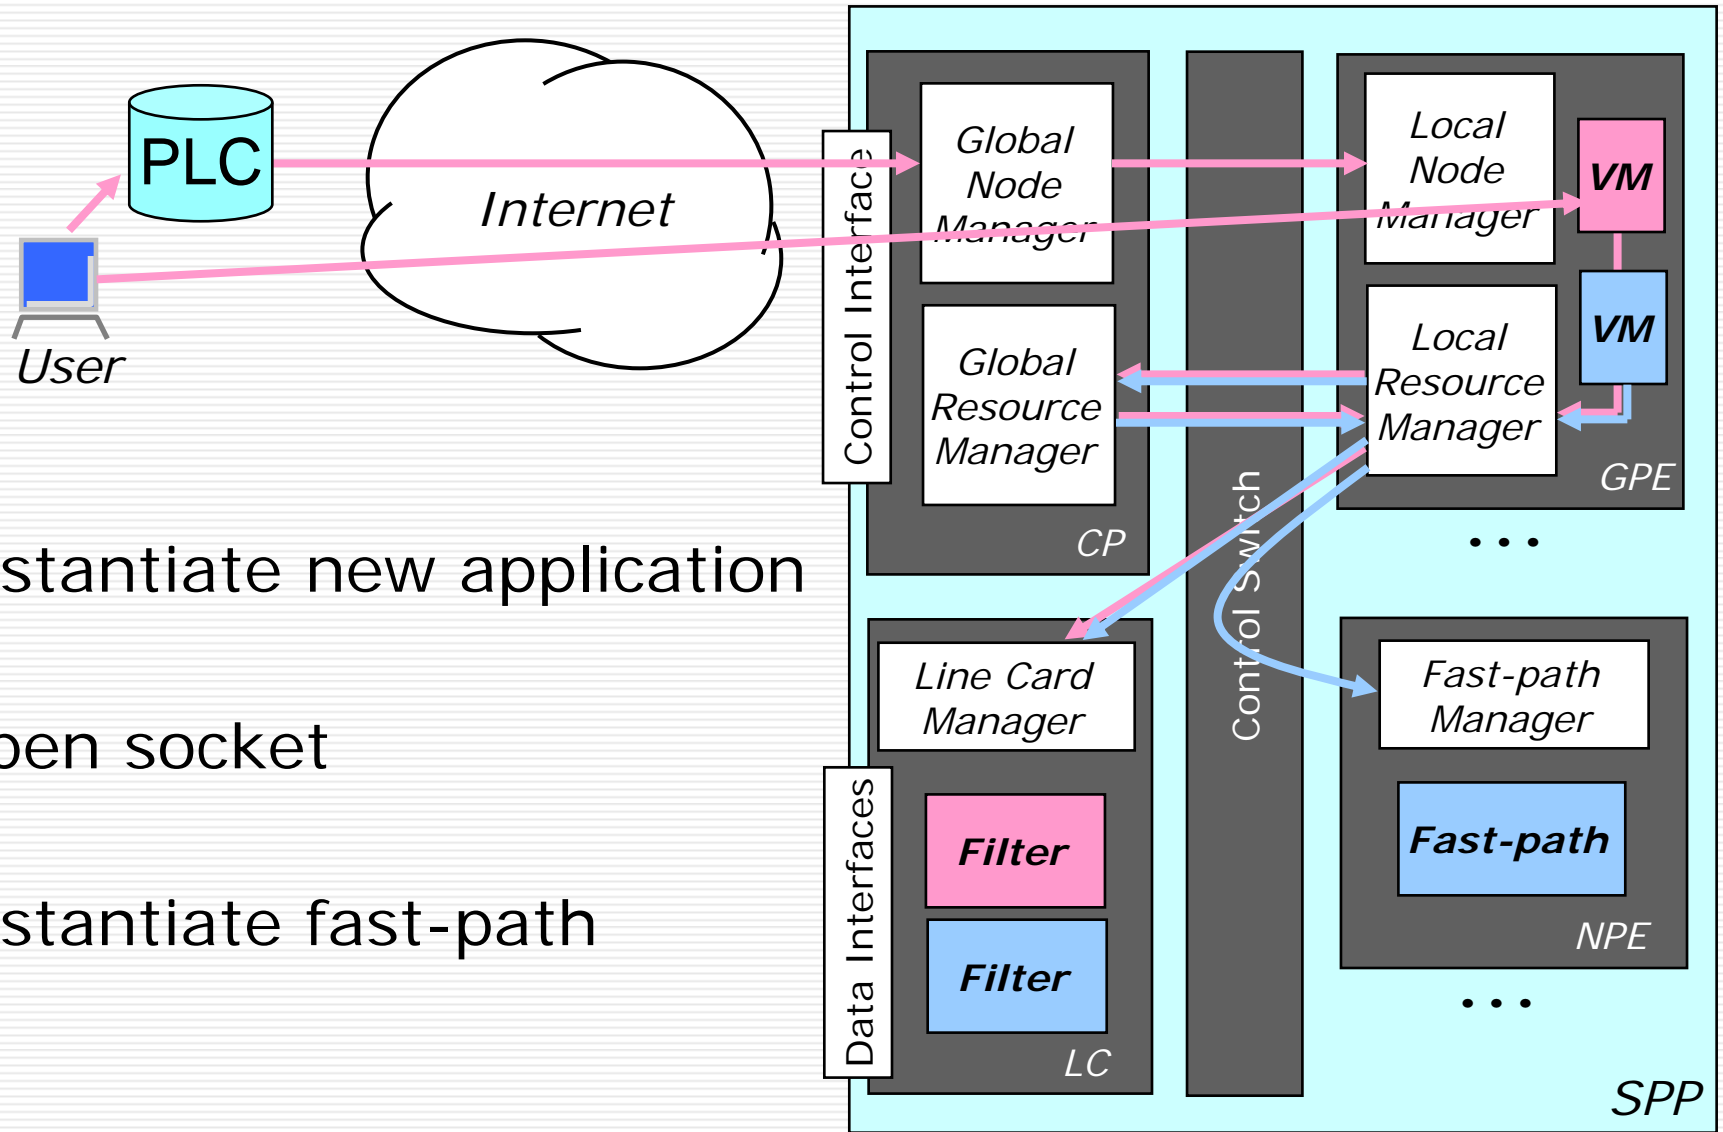 PLC
Internet
User
Control Interface
Global
Node
Manager
Global
Resource
Manager
CP
Control Switch
Local
Node
Manager
VM
VM
Local
Resource
Manager
GPE
...
stantiate new application
pen socket
stantiate fast-path
Line Card
Manager
Data Interfaces
Filter
Filter
LC
Fast-path
Manager
Fast-path
NPE
...
SPP